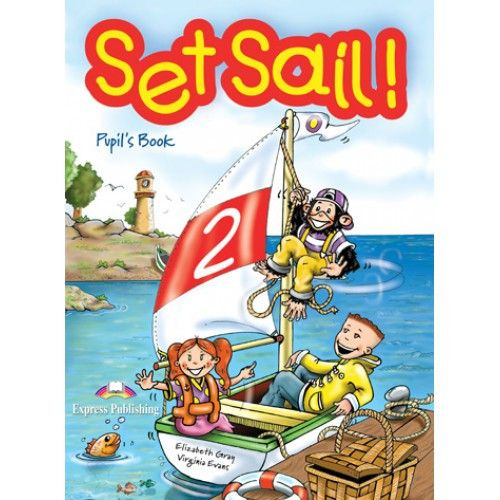 Set Sail!
Pupil's Book
2
Express Publishing
Elizabeth Gray
Virginia Evans